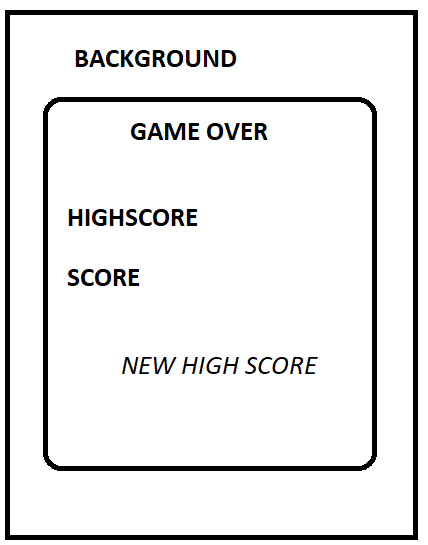 BACKGROUND
GAME OVER
HIGHSCORE
SCORE
NEW HIGH SCORE